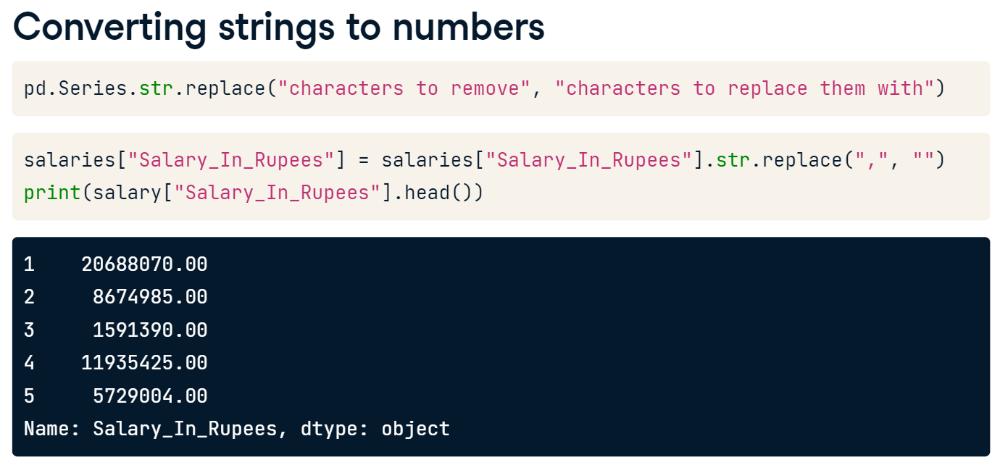 Converting strings to numbers
pd.Series.str.replace("characters to remove", "characters to replace them with")
salaries["Salary_In_Rupees"] = salaries["Salary_In_Rupees"].str.replace(",", "")
print(salary["Salary_In_Rupees"].head())
1    20688070.00
2     8674985.00
3     1591390.00
4    11935425.00
5     5729004.00
Name: Salary_In_Rupees, dtype: object